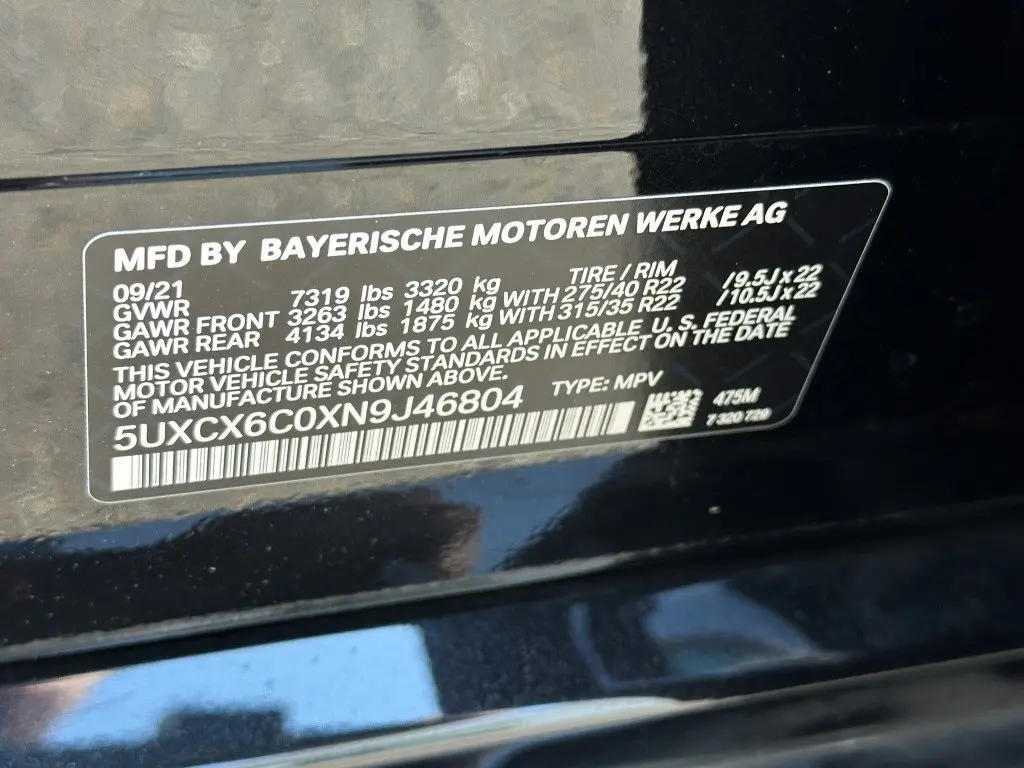 MFD BY BAYERISCHE MOTOREN WERKE AG
09/21 TIRE / RIM
GVWR 7319 lbs 3320 kg
GAWR FRONT 3263 lbs 1480 kg WITH 275/40 R22 / 9.5J x 22
GAWR REAR 4134 lbs 1875 kg WITH 315/35 R22 / 10.5J x 22
THIS VEHICLE CONFORMS TO ALL APPLICABLE U. S. FEDERAL
MOTOR VEHICLE SAFETY STANDARDS IN EFFECT ON THE DATE
OF MANUFACTURE SHOWN ABOVE.
5UXCX6C0XN9J46804 TYPE: MPV
475M
7 320 729